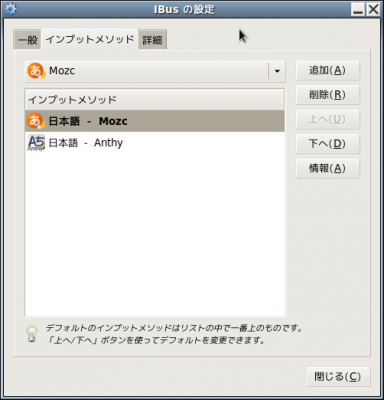 IBus の設定
一般 インプットメソッド 詳細
Mozc
追加(A)
インプットメソッド
削除(R)
日本語 - Mozc
上へ(U)
日本語 - Anthy
下へ(D)
情報(A)
デフォルトのインプットメソッドはリストの中で一番上のものです。
「上へ/下へ」ボタンを使ってデフォルトを変更できます。
閉じる(C)